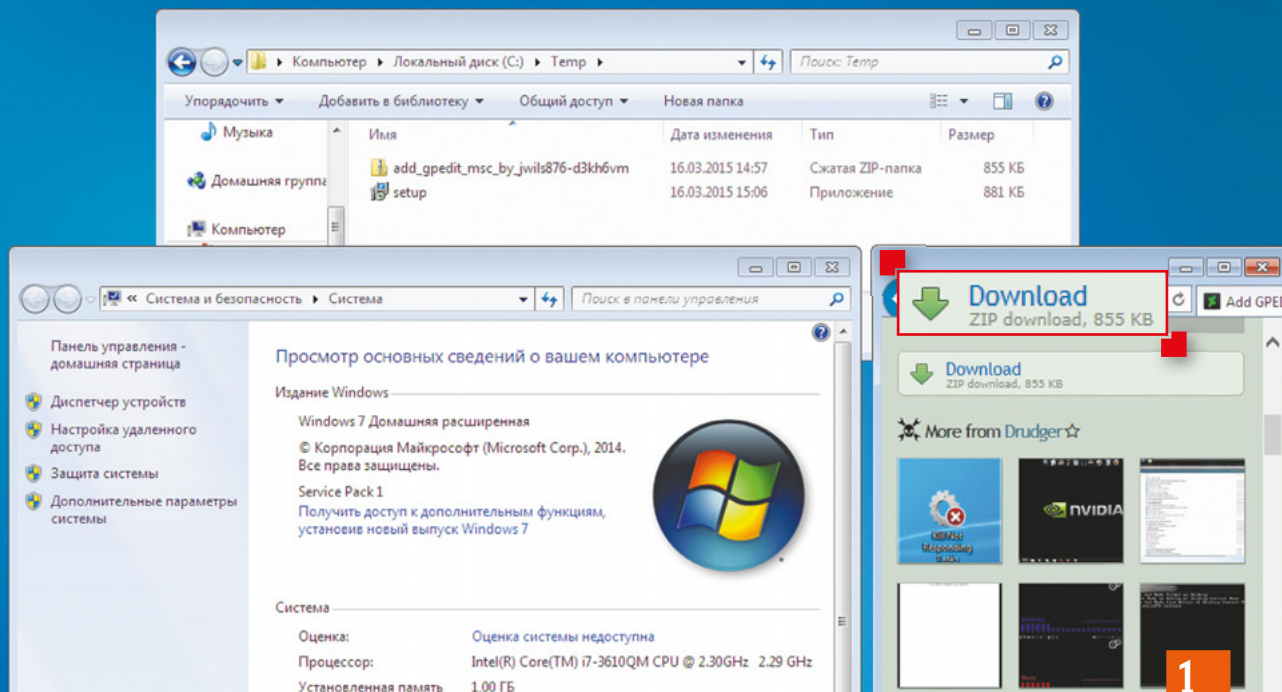 Компьютер ▸ Локальный диск (C:) ▸ Temp ▸
Поиск: Temp
Упорядочить ▾ Добавить в библиотеку ▾ Общий доступ ▾ Новая папка
Музыка
Домашняя группа
Компьютер
Имя Дата изменения Тип Размер
add_gpedit_msc_by_jwils876-d3kh6vm 16.03.2015 14:57 Сжатая ZIP-папка 855 КБ
setup 16.03.2015 15:06 Приложение 881 КБ
« Система и безопасность ▸ Система
Поиск в панели управления
Панель управления -
домашняя страница
Диспетчер устройств
Настройка удаленного
доступа
Защита системы
Дополнительные параметры
системы
Просмотр основных сведений о вашем компьютере
Издание Windows
Windows 7 Домашняя расширенная
© Корпорация Майкрософт (Microsoft Corp.), 2014.
Все права защищены.
Service Pack 1
Получить доступ к дополнительным функциям,
установив новый выпуск Windows 7
Система
Оценка: Оценка системы недоступна
Процессор: Intel(R) Core(TM) i7-3610QM CPU @ 2.30GHz 2.29 GHz
Установленная память 1.00 ГБ
Download
ZIP download, 855 KB
Add GPED
Download
ZIP download, 855 KB
More from Drudger☆
Kill Not
Responding
Tasks
NVIDIA
1